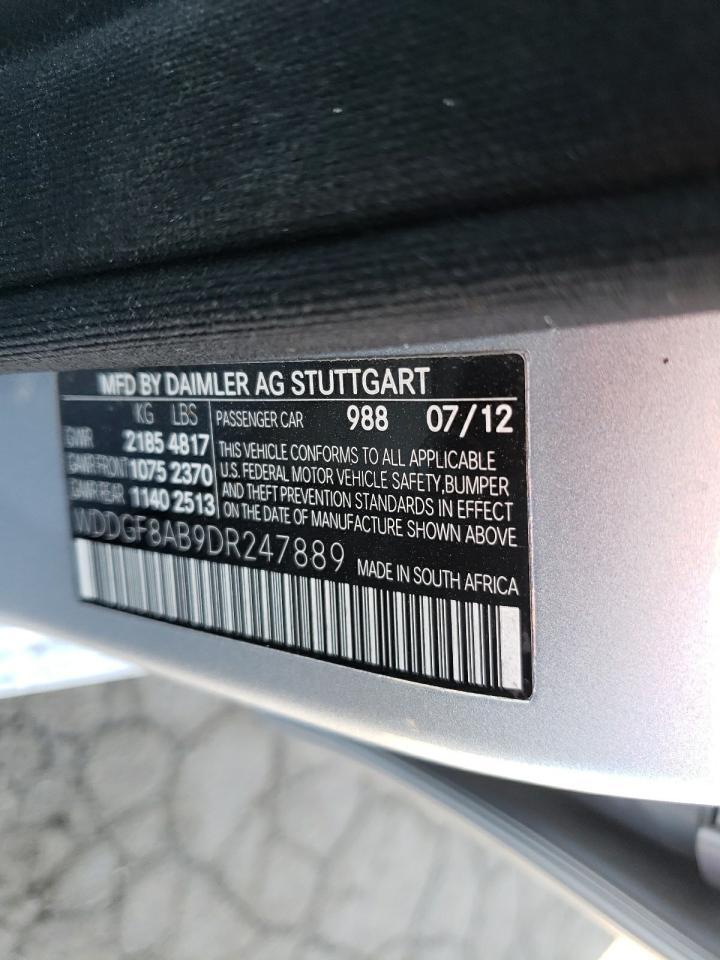 MFD BY DAIMLER AG STUTTGART
KG LBS
GVWR 2185 4817
GAWR FRONT 1075 2370
GAWR REAR 1140 2513
PASSENGER CAR 988 07/12
THIS VEHICLE CONFORMS TO ALL APPLICABLE
U.S. FEDERAL MOTOR VEHICLE SAFETY,BUMPER
AND THEFT PREVENTION STANDARDS IN EFFECT
ON THE DATE OF MANUFACTURE SHOWN ABOVE
WDDGF8AB9DR247889
MADE IN SOUTH AFRICA